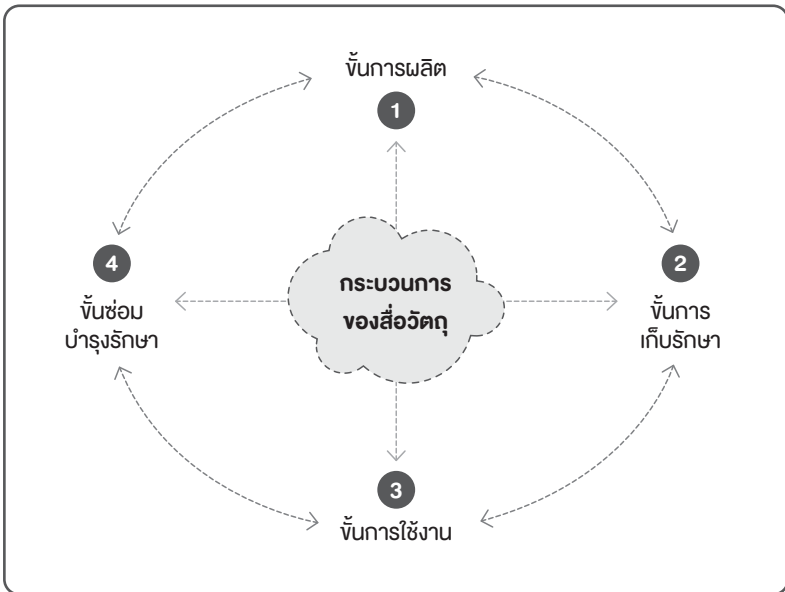 ขั้นการผลิต
1
4
กระบวนการ
ของสื่อวัตถุ
2
ขั้นซ่อม
บำรุงรักษา
ขั้นการ
เก็บรักษา
3
ขั้นการใช้งาน